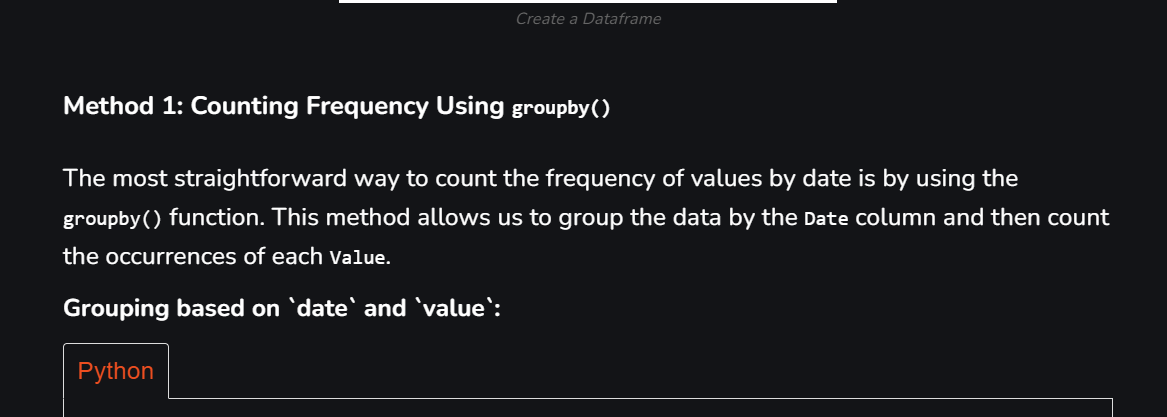 Create a Dataframe
Method 1: Counting Frequency Using groupby()
The most straightforward way to count the frequency of values by date is by using the
groupby() function. This method allows us to group the data by the Date column and then count
the occurrences of each Value.
Grouping based on `date` and `value`:
Python